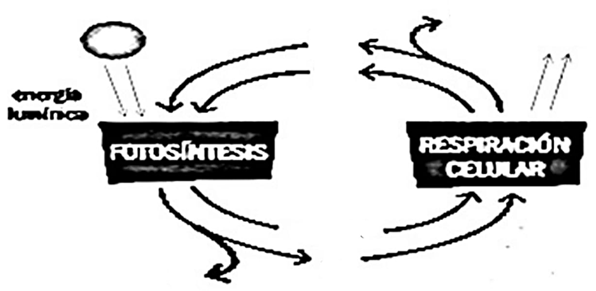 energía
lumínica
FOTOSÍNTESIS
RESPIRACIÓN
CELULAR